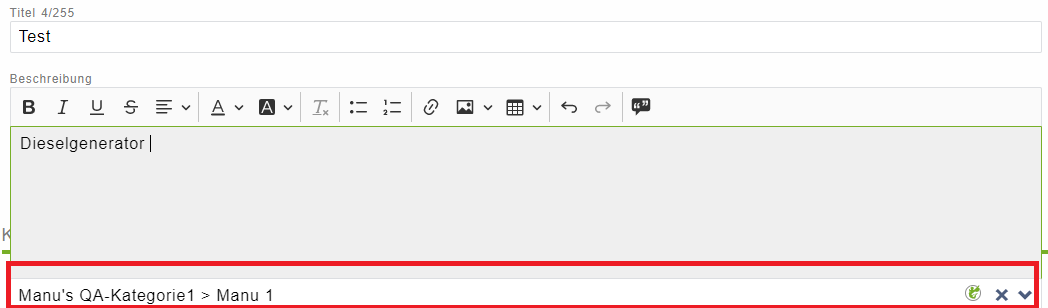 Titel 4/255
Test
Beschreibung
Dieselgenerator
K
Manu's QA-Kategorie1 > Manu 1